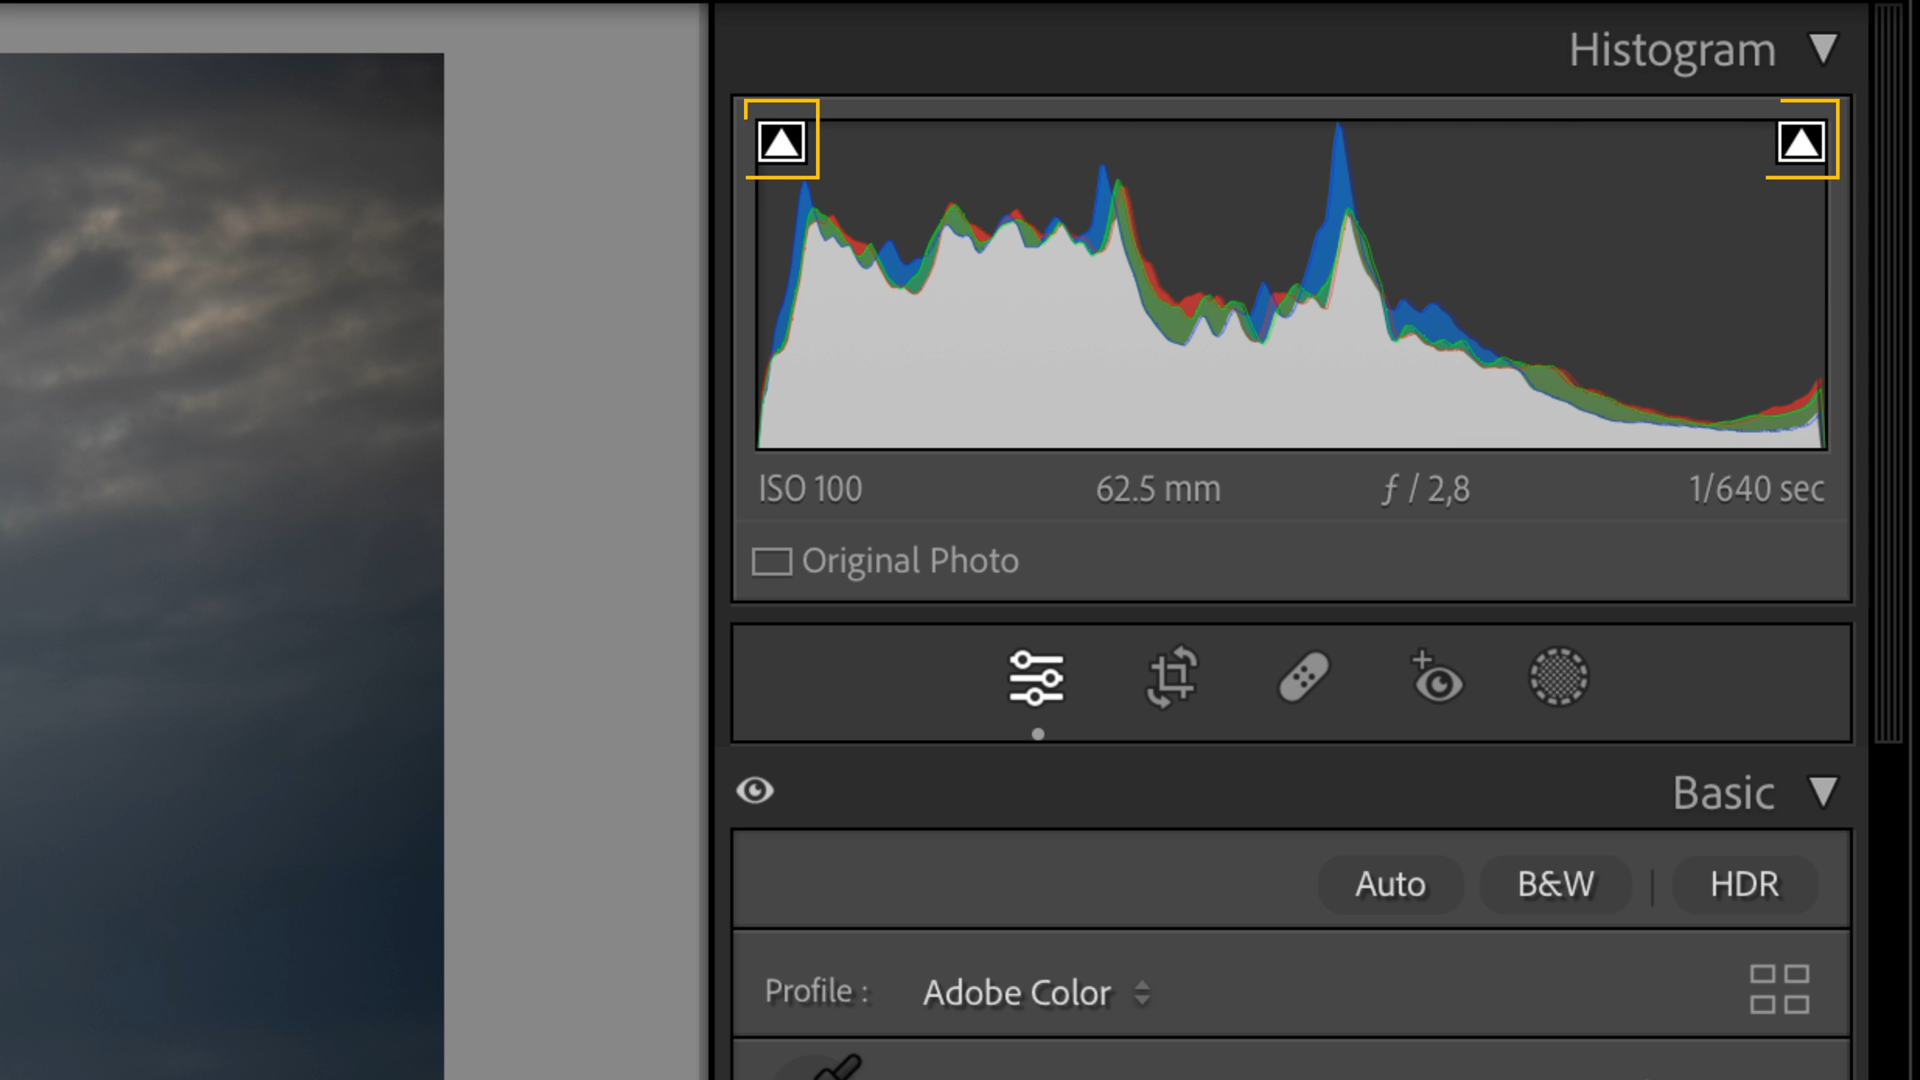 Histogram
ISO 100 62.5 mm ƒ / 2,8 1/640 sec
Original Photo
Basic
Auto B&W | HDR
Profile : Adobe Color